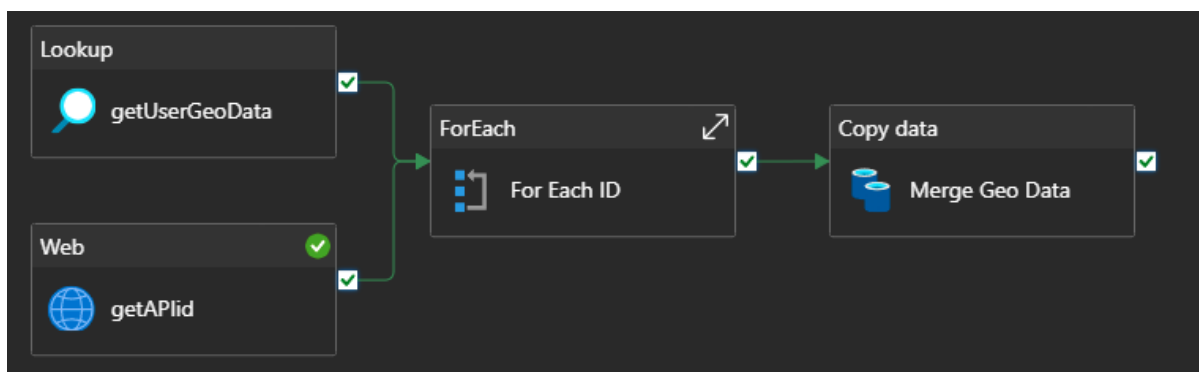 Lookup
getUserGeoData
ForEach
For Each ID
Copy data
Merge Geo Data
Web
getAPIid